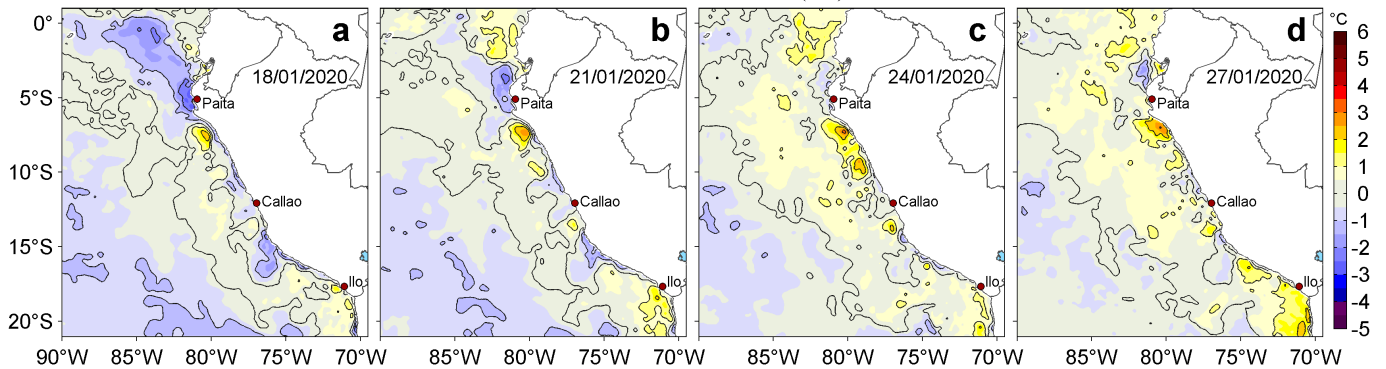 a
18/01/2020
Paita
Callao
Ilo
b
21/01/2020
Paita
Callao
Ilo
c
24/01/2020
Paita
Callao
Ilo
d
27/01/2020
Paita
Callao
Ilo
0°
5°S
10°S
15°S
20°S
90°W 85°W 80°W 75°W 70°W
85°W 80°W 75°W 70°W
85°W 80°W 75°W 70°W
85°W 80°W 75°W 70°W
°C
6
5
4
3
2
1
0
-1
-2
-3
-4
-5